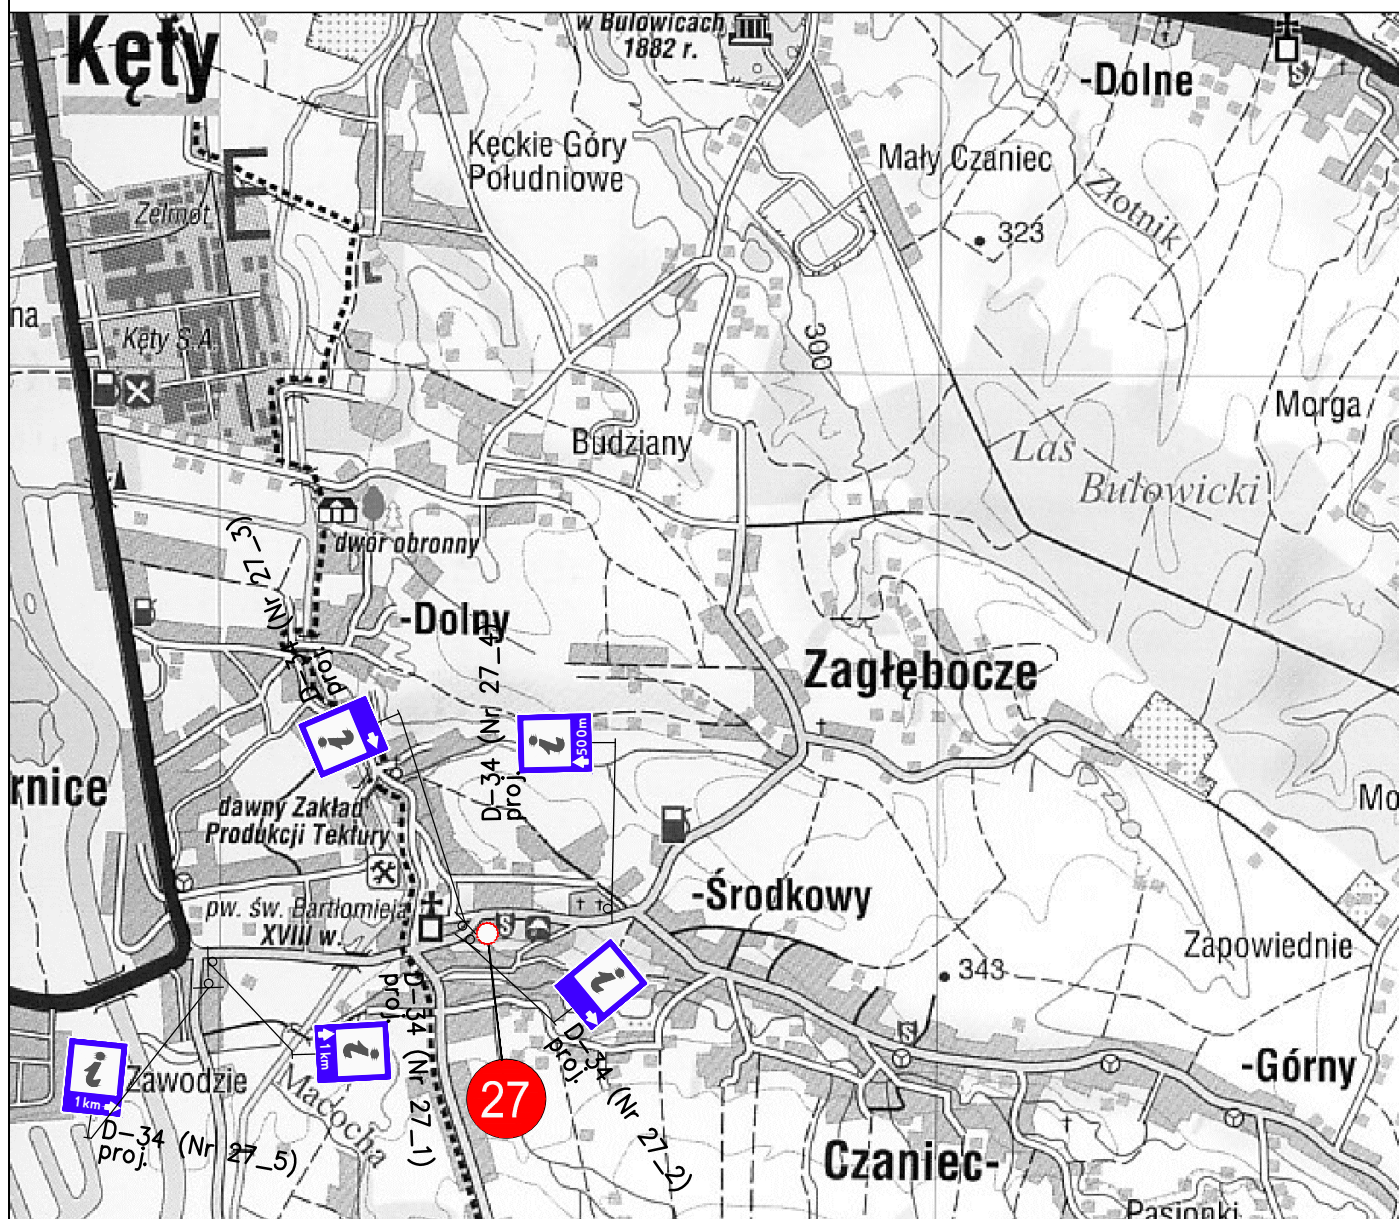 Kęty
w Bulowicach
1882 r.
-Dolne
Kęckie Góry
Południowe
Mały Czaniec
Złotnik
323
Zelmot
na
Kęty S.A.
300
Morga
Budziany
Las
Bulowicki
dwór obronny
-Dolny
D-34 (Nr 27_3)
proj.
D-34 (Nr 27_4)
proj.
i
i
500m
Zagłębocze
rnice
dawny Zakład
Produkcji Tektury
Mo
pw. św. Bartłomieja
XVIII w.
S
-Środkowy
Zapowiednie
343
i
D-34 (Nr 27_1)
proj.
D-34 (Nr 27_2)
proj.
S
i
1km
i
1km
Zawodzie
Macocha
27
-Górny
D-34 (Nr 27_5)
proj.
Czaniec-
Pasionki